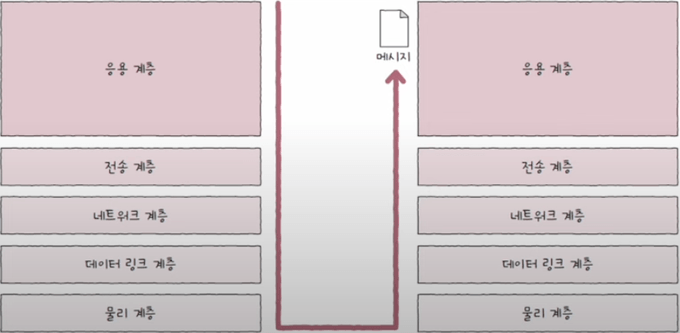 응용 계층
전송 계층
네트워크 계층
데이터 링크 계층
물리 계층
메시지
응용 계층
전송 계층
네트워크 계층
데이터 링크 계층
물리 계층